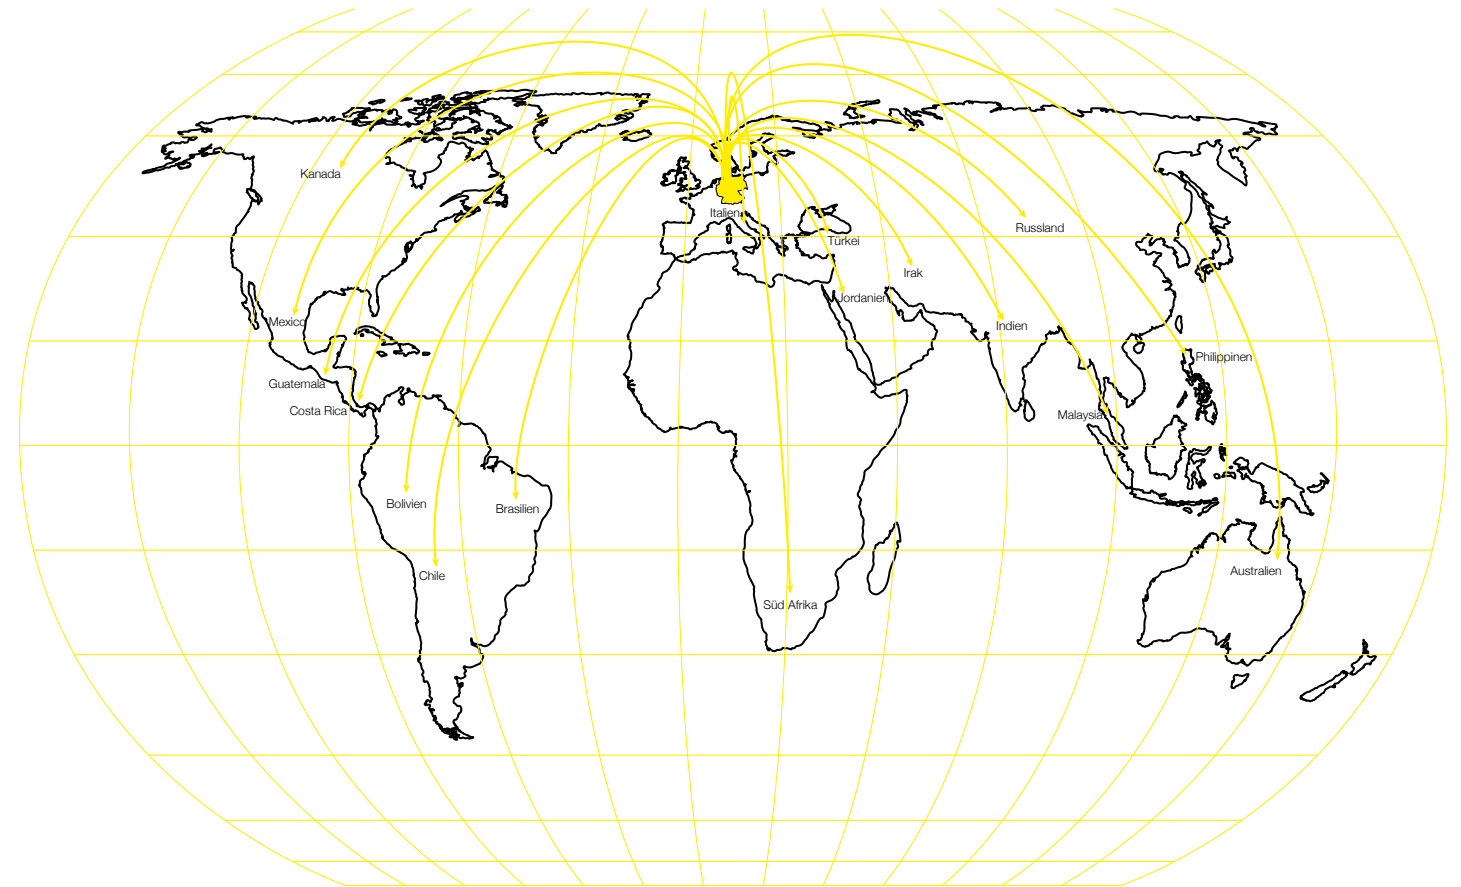 Kanada
Italien
Russland
Türkei
Irak
Jordanien
Mexico
Indien
Philippinen
Guatemala
Costa Rica
Malaysia
Bolivien
Brasilien
Australien
Chile
Süd Afrika